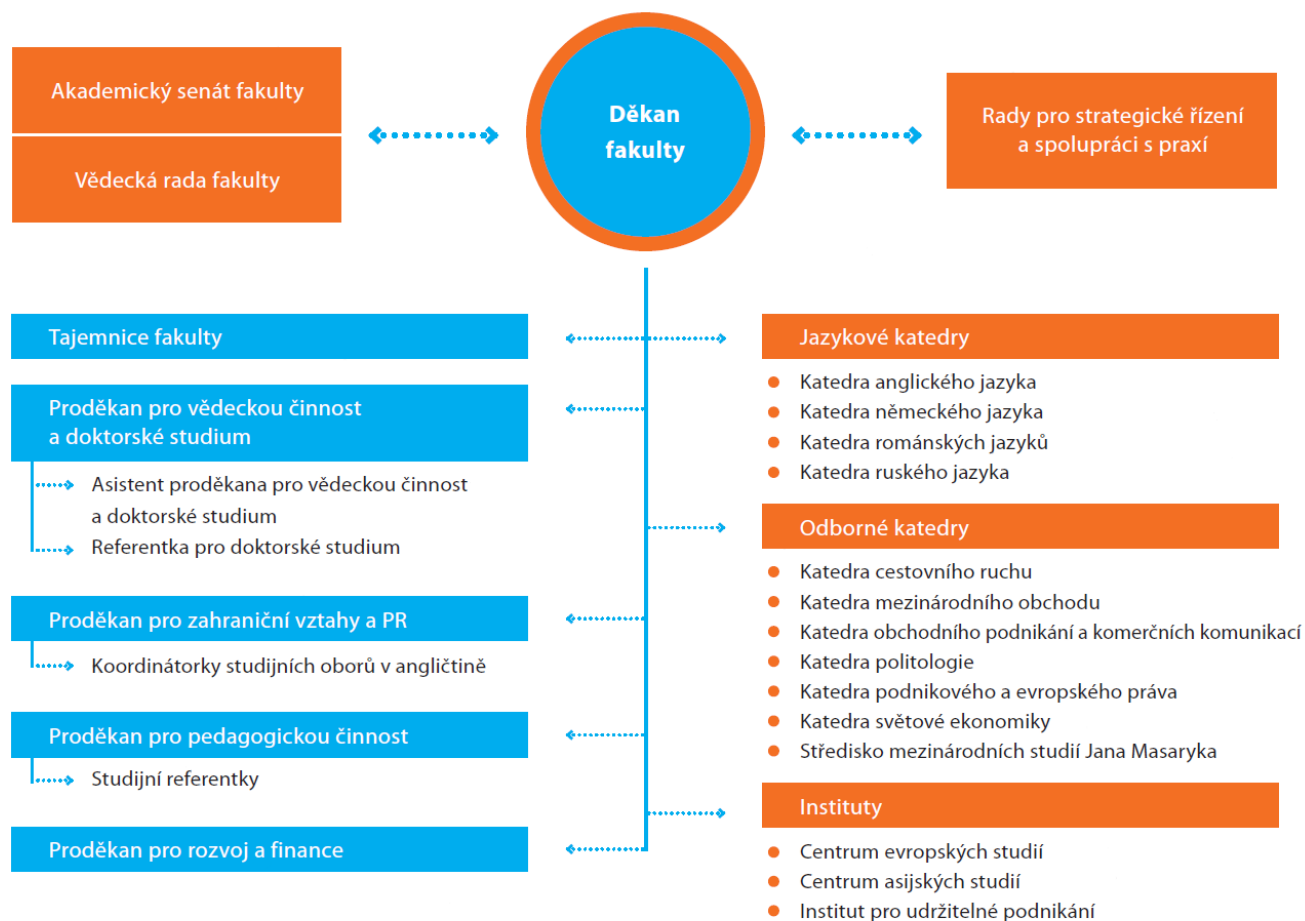 Akademický senát fakulty
Vědecká rada fakulty
Děkan
fakulty
Rady pro strategické řízení
a spolupráci s praxí
Tajemnice fakulty
Proděkan pro vědeckou činnost
a doktorské studium
Asistent proděkana pro vědeckou činnost
a doktorské studium
Referentka pro doktorské studium
Proděkan pro zahraniční vztahy a PR
Koordinátorky studijních oborů v angličtině
Proděkan pro pedagogickou činnost
Studijní referentky
Proděkan pro rozvoj a finance
Jazykové katedry
Katedra anglického jazyka
Katedra německého jazyka
Katedra románských jazyků
Katedra ruského jazyka
Odborné katedry
Katedra cestovního ruchu
Katedra mezinárodního obchodu
Katedra obchodního podnikání a komerčních komunikací
Katedra politologie
Katedra podnikového a evropského práva
Katedra světové ekonomiky
Středisko mezinárodních studií Jana Masaryka
Instituty
Centrum evropských studií
Centrum asijských studií
Institut pro udržitelné podnikání